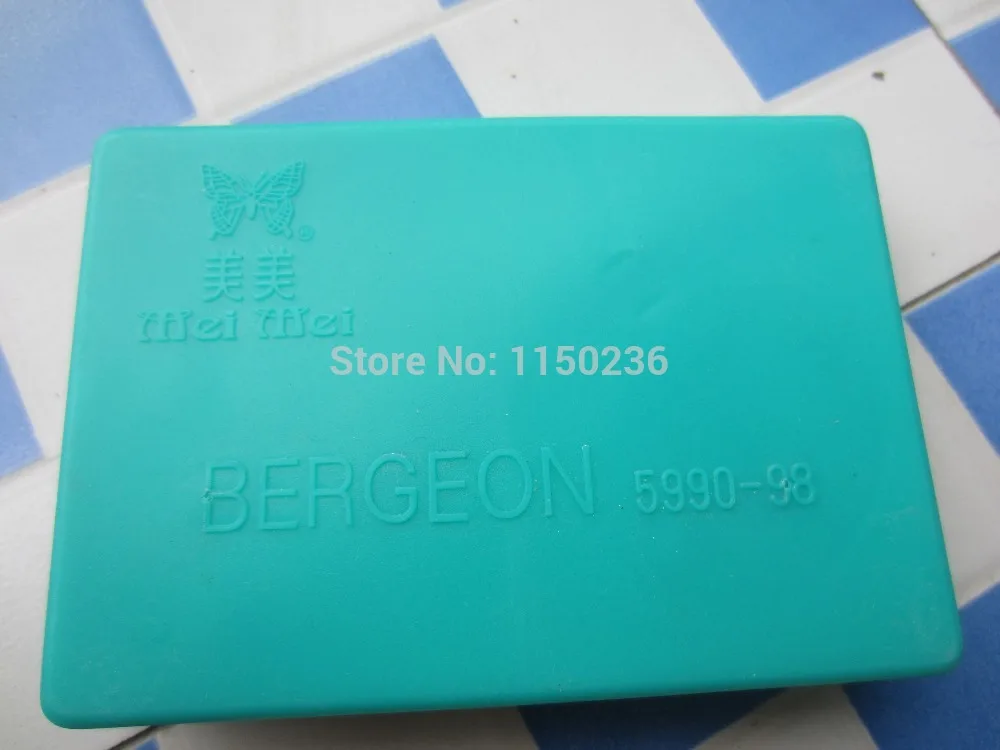 ®
美美
Mei Mei
Store No: 1150236
BERGEON 5990-98